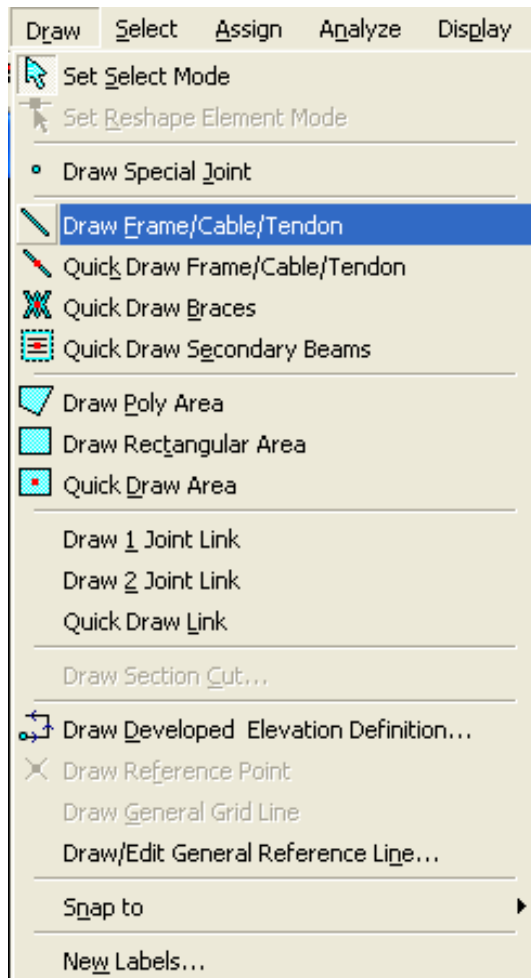 Draw Select Assign Analyze Display
Set Select Mode
Set Reshape Element Mode
Draw Special Joint
Draw Frame/Cable/Tendon
Quick Draw Frame/Cable/Tendon
Quick Draw Braces
Quick Draw Secondary Beams
Draw Poly Area
Draw Rectangular Area
Quick Draw Area
Draw 1 Joint Link
Draw 2 Joint Link
Quick Draw Link
Draw Section Cut...
Draw Developed Elevation Definition...
Draw Reference Point
Draw General Grid Line
Draw/Edit General Reference Line...
Snap to
New Labels...